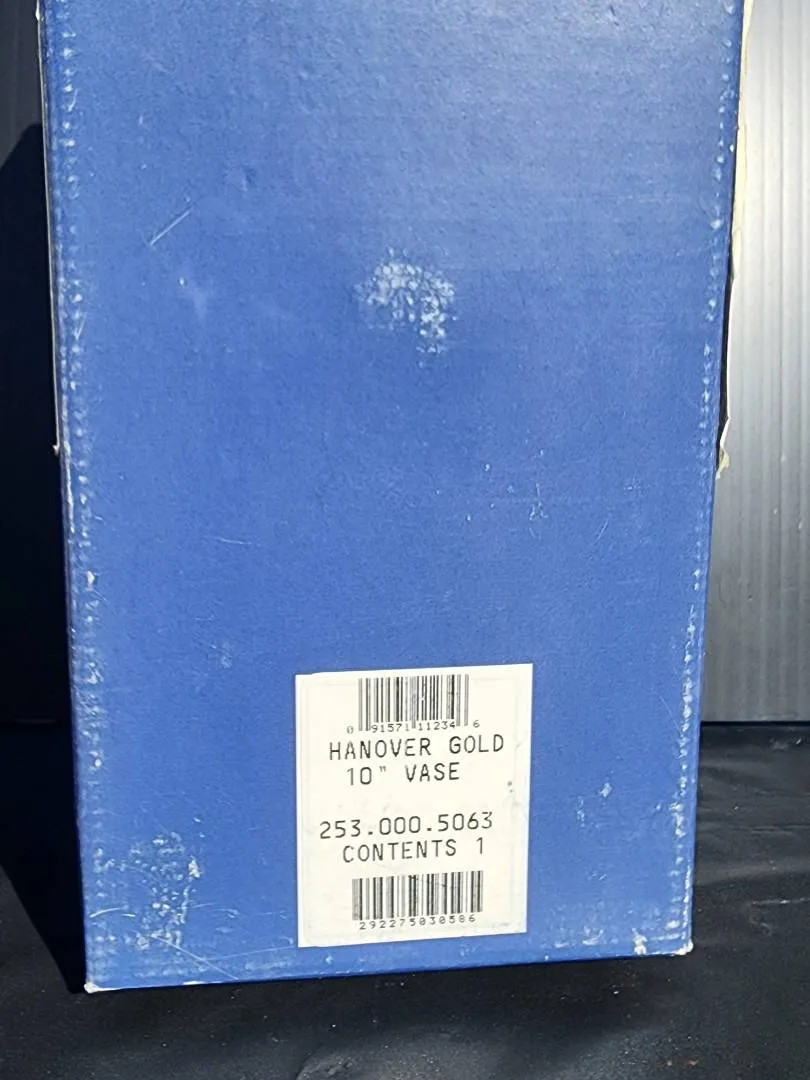 0 91571 11234 6
HANOVER GOLD
10" VASE
253.000.5063
CONTENTS 1
292275030586